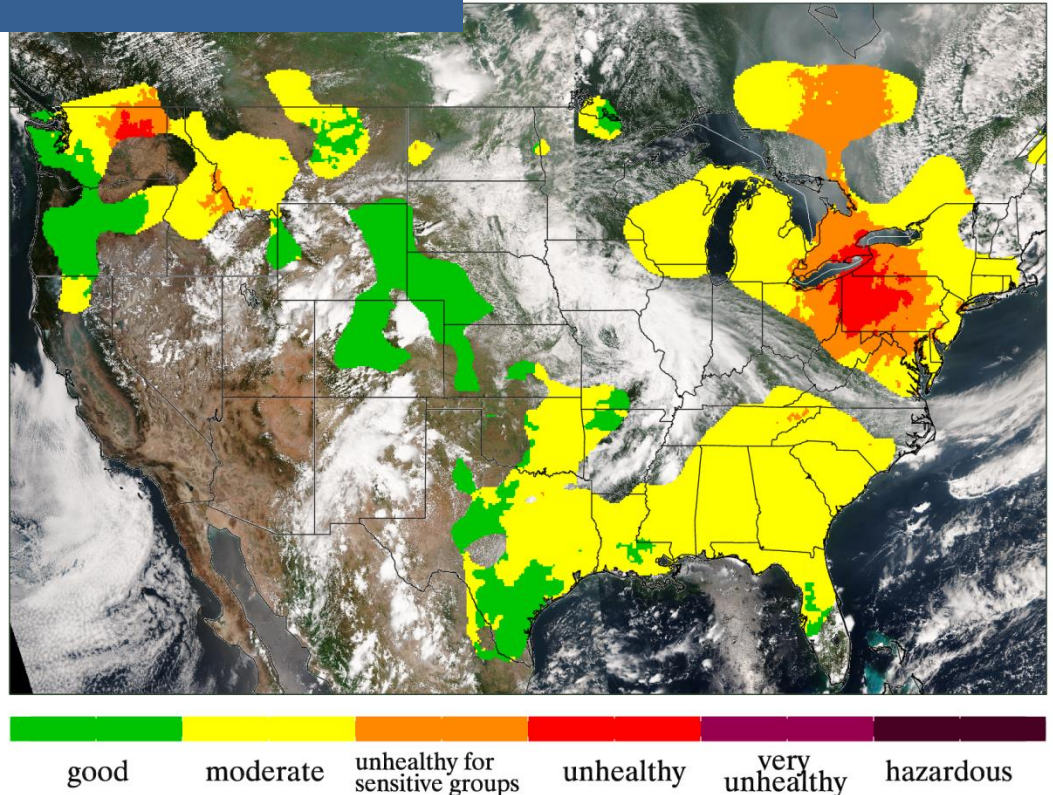 good
moderate
unhealthy for
sensitive groups
unhealthy
very
unhealthy
hazardous